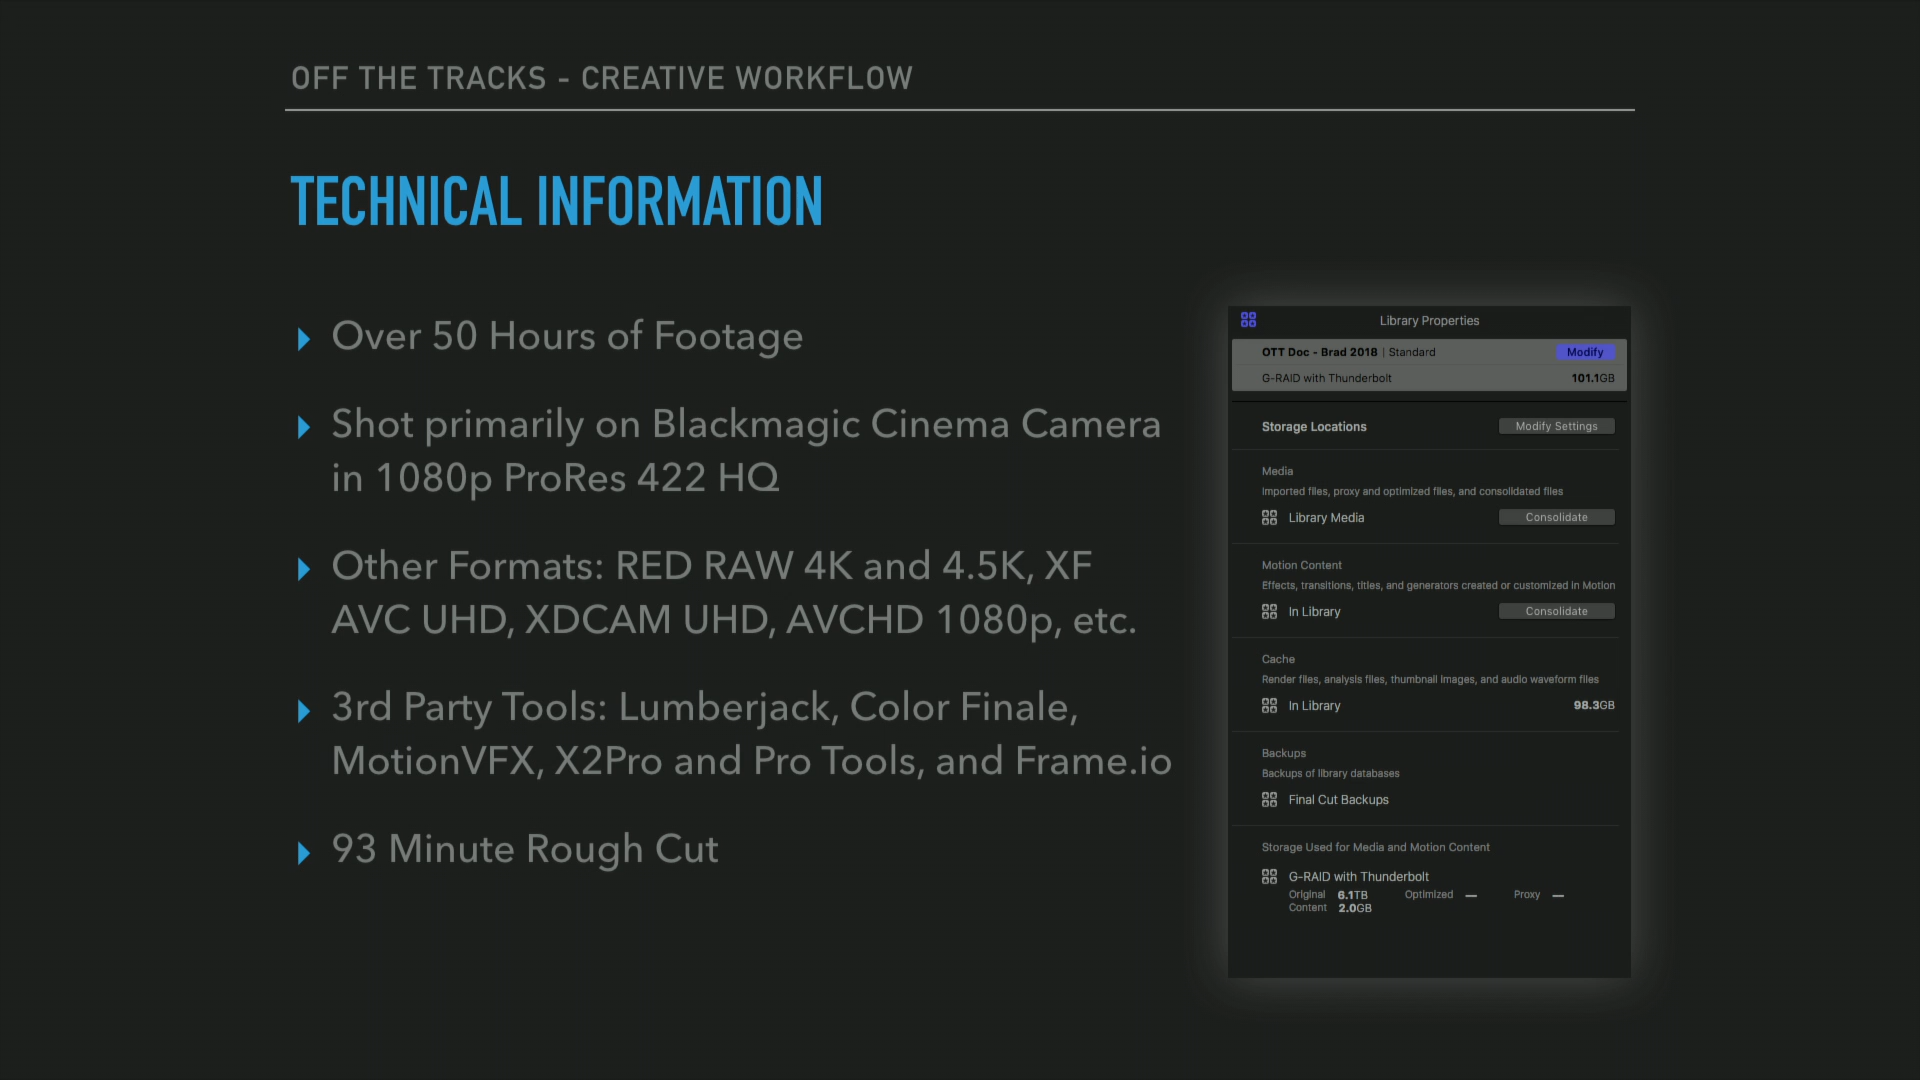 OFF THE TRACKS - CREATIVE WORKFLOW
TECHNICAL INFORMATION
Over 50 Hours of Footage
Shot primarily on Blackmagic Cinema Camera
in 1080p ProRes 422 HQ
Other Formats: RED RAW 4K and 4.5K, XF
AVC UHD, XDCAM UHD, AVCHD 1080p, etc.
3rd Party Tools: Lumberjack, Color Finale,
MotionVFX, X2Pro and Pro Tools, and Frame.io
93 Minute Rough Cut
Library Properties
OTT Doc - Brad 2018 | Standard Modify
G-RAID with Thunderbolt 101.1GB
Storage Locations Modify Settings
Media
Imported files, proxy and optimized files, and consolidated files
Library Media Consolidate
Motion Content
Effects, transitions, titles, and generators created or customized in Motion
In Library Consolidate
Cache
Render files, analysis files, thumbnail images, and audio waveform files
In Library 98.3GB
Backups
Backups of library databases
Final Cut Backups
Storage Used for Media and Motion Content
G-RAID with Thunderbolt
Original 6.1TB Optimized — Proxy —
Content 2.0GB